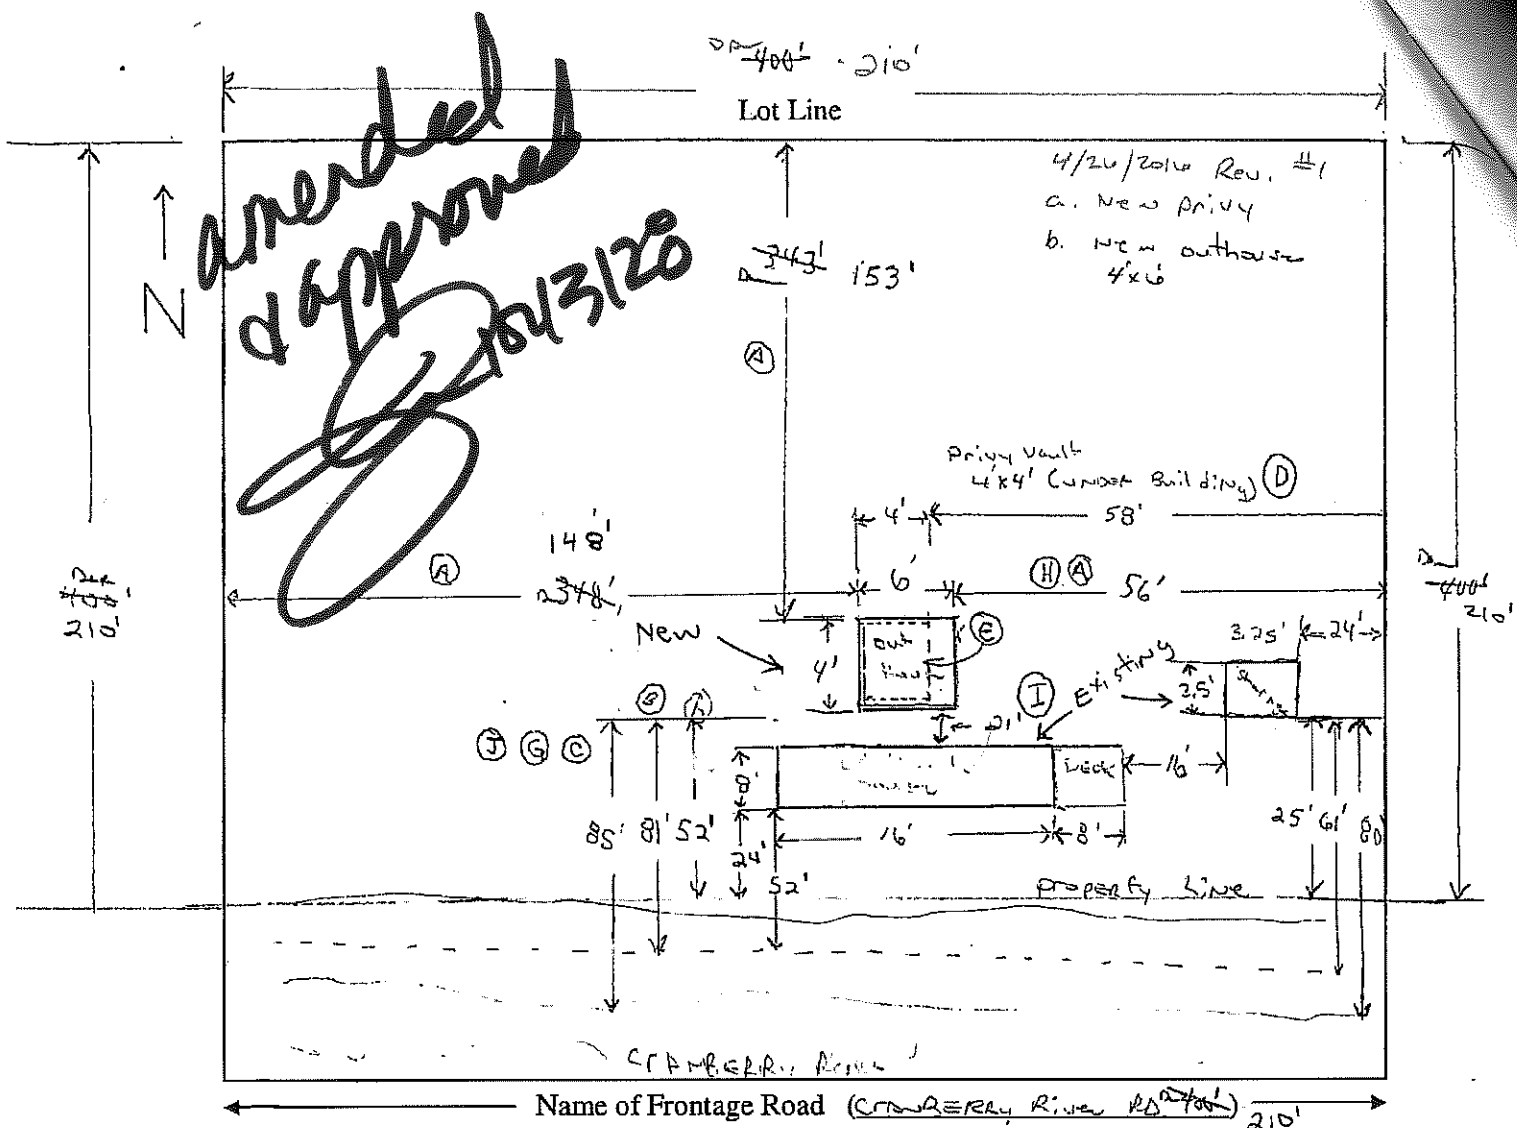 400' 210'
Lot Line
amended
& approved
N
4/26/2016 Rev. #1
a. New privy
b. New outhouse
4'x6'
343' 153'
A
Privy Vault
4'x4' (UNDER Building) D
4' 58'
148'
A 348'
6' H A 56'
210'
400'
210'
New
Out
House
E
4'
Existing
3.25' 24'
3.5'
B
J G C
21'
I
8'
DECK
16'
85' 81' 52'
24'
16' 8'
52'
25' 61' 80'
Property Line
CRANBERRY River
Name of Frontage Road (CRANBERRY River RD 400')
210'